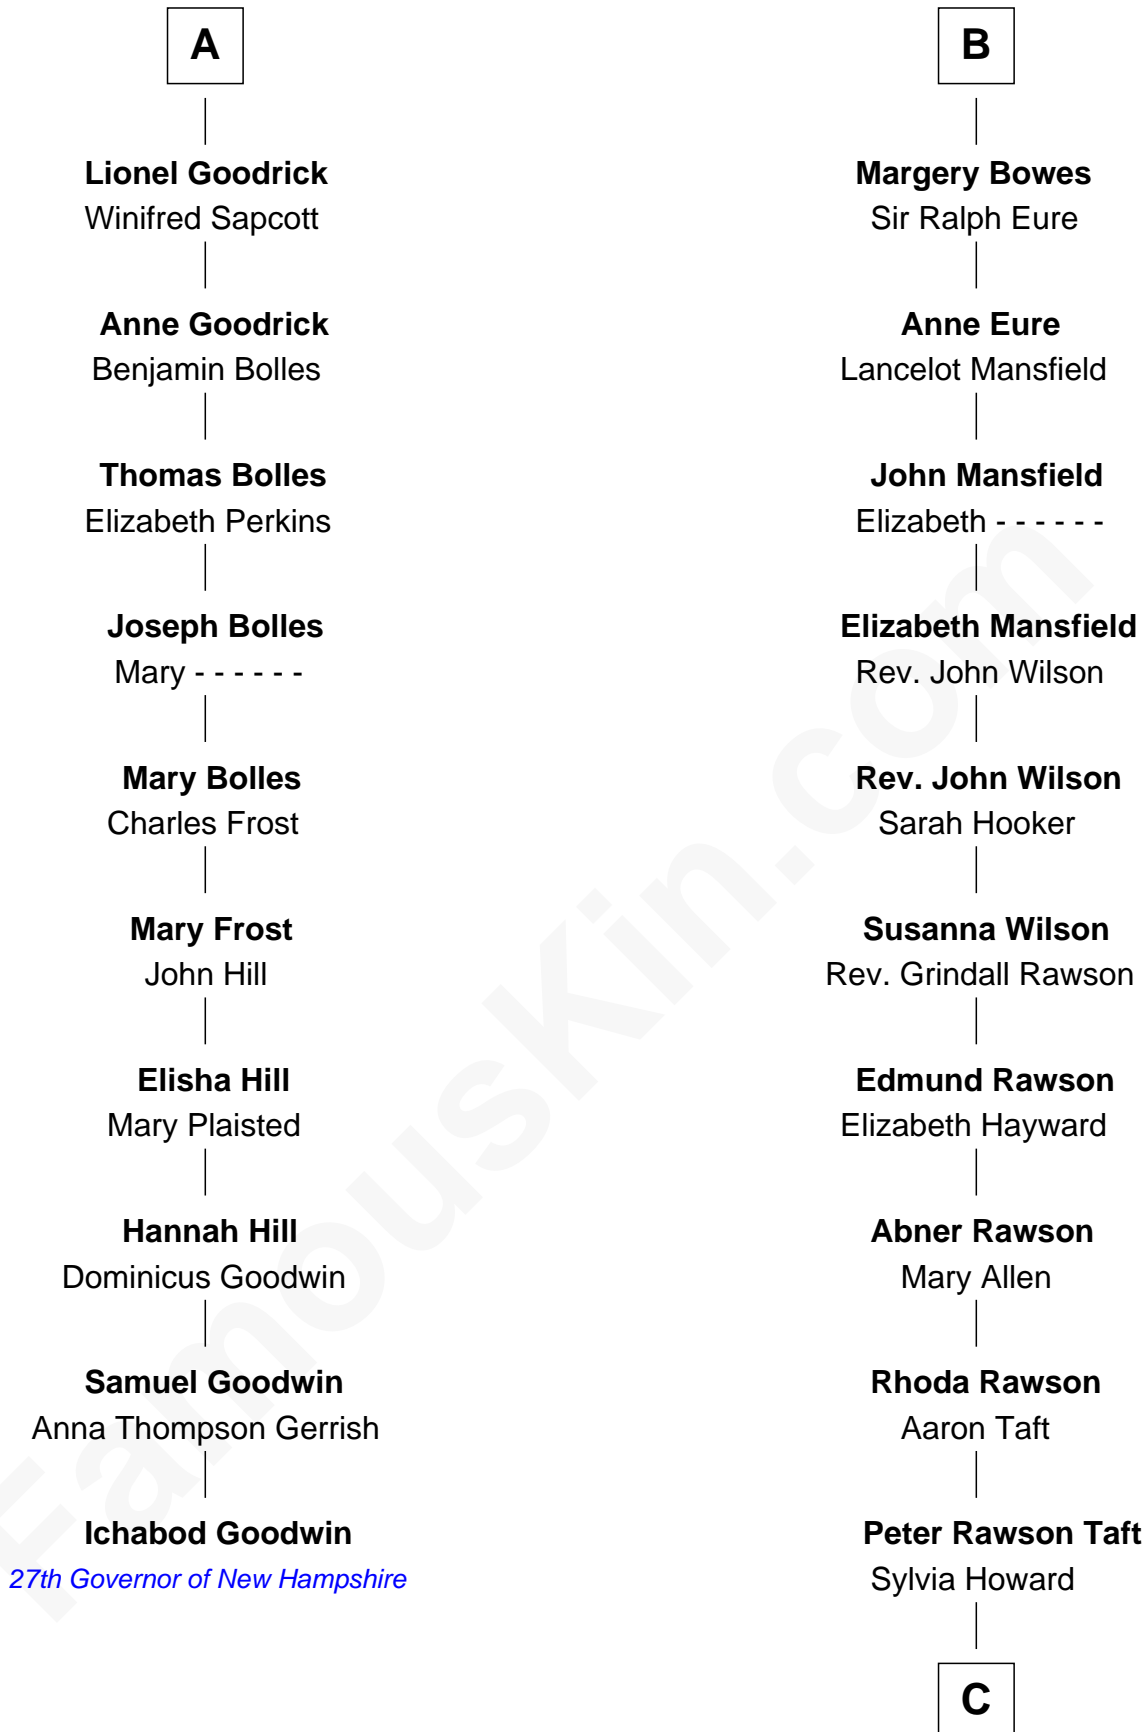 A
Lionel Goodrick
Winifred Sapcott
Anne Goodrick
Benjamin Bolles
Thomas Bolles
Elizabeth Perkins
Joseph Bolles
Mary - - - - - -
Mary Bolles
Charles Frost
Mary Frost
John Hill
Elisha Hill
Mary Plaisted
Hannah Hill
Dominicus Goodwin
Samuel Goodwin
Anna Thompson Gerrish
Ichabod Goodwin
27th Governor of New Hampshire
B
Margery Bowes
Sir Ralph Eure
Anne Eure
Lancelot Mansfield
John Mansfield
Elizabeth - - - - - -
Elizabeth Mansfield
Rev. John Wilson
Rev. John Wilson
Sarah Hooker
Susanna Wilson
Rev. Grindall Rawson
Edmund Rawson
Elizabeth Hayward
Abner Rawson
Mary Allen
Rhoda Rawson
Aaron Taft
Peter Rawson Taft
Sylvia Howard
C
FamousKin.com